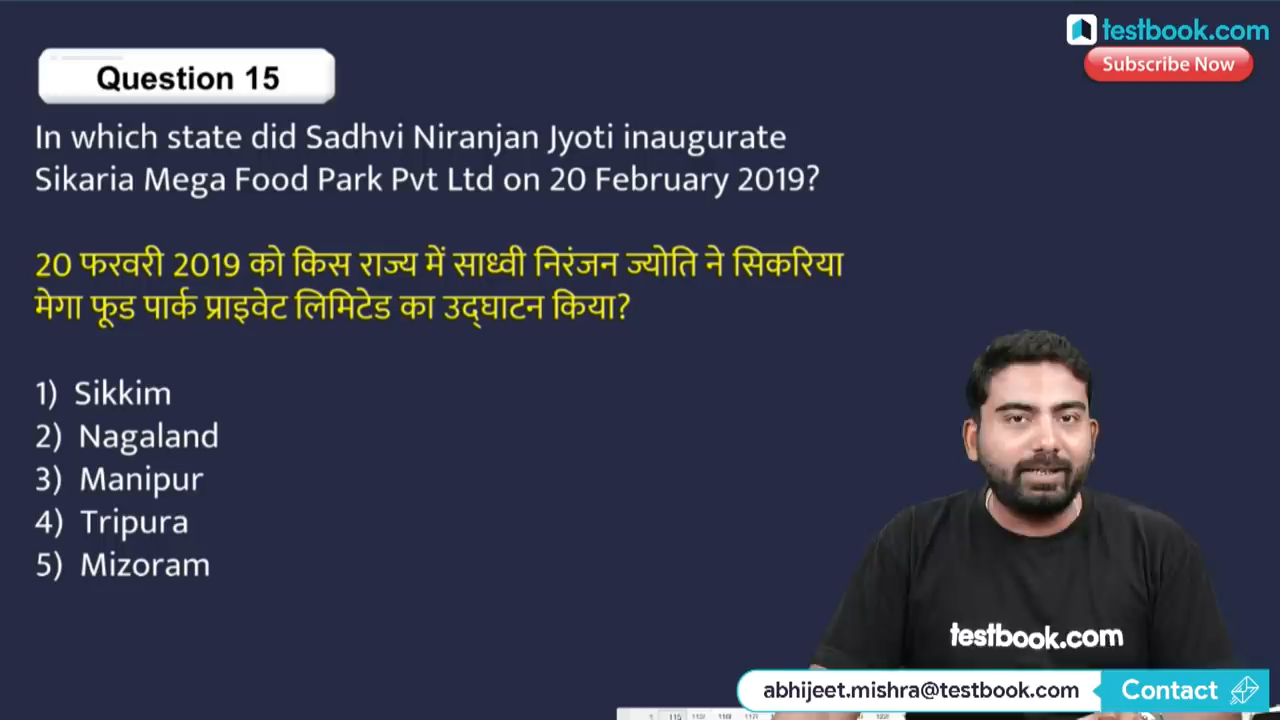 testbook.com
Subscribe Now
Question 15
In which state did Sadhvi Niranjan Jyoti inaugurate
Sikaria Mega Food Park Pvt Ltd on 20 February 2019?
20 फरवरी 2019 को किस राज्य में साध्वी निरंजन ज्योति ने सिकरिया
मेगा फूड पार्क प्राइवेट लिमिटेड का उद्घाटन किया?
1) Sikkim
2) Nagaland
3) Manipur
4) Tripura
5) Mizoram
testbook.com
abhijeet.mishra@testbook.com Contact